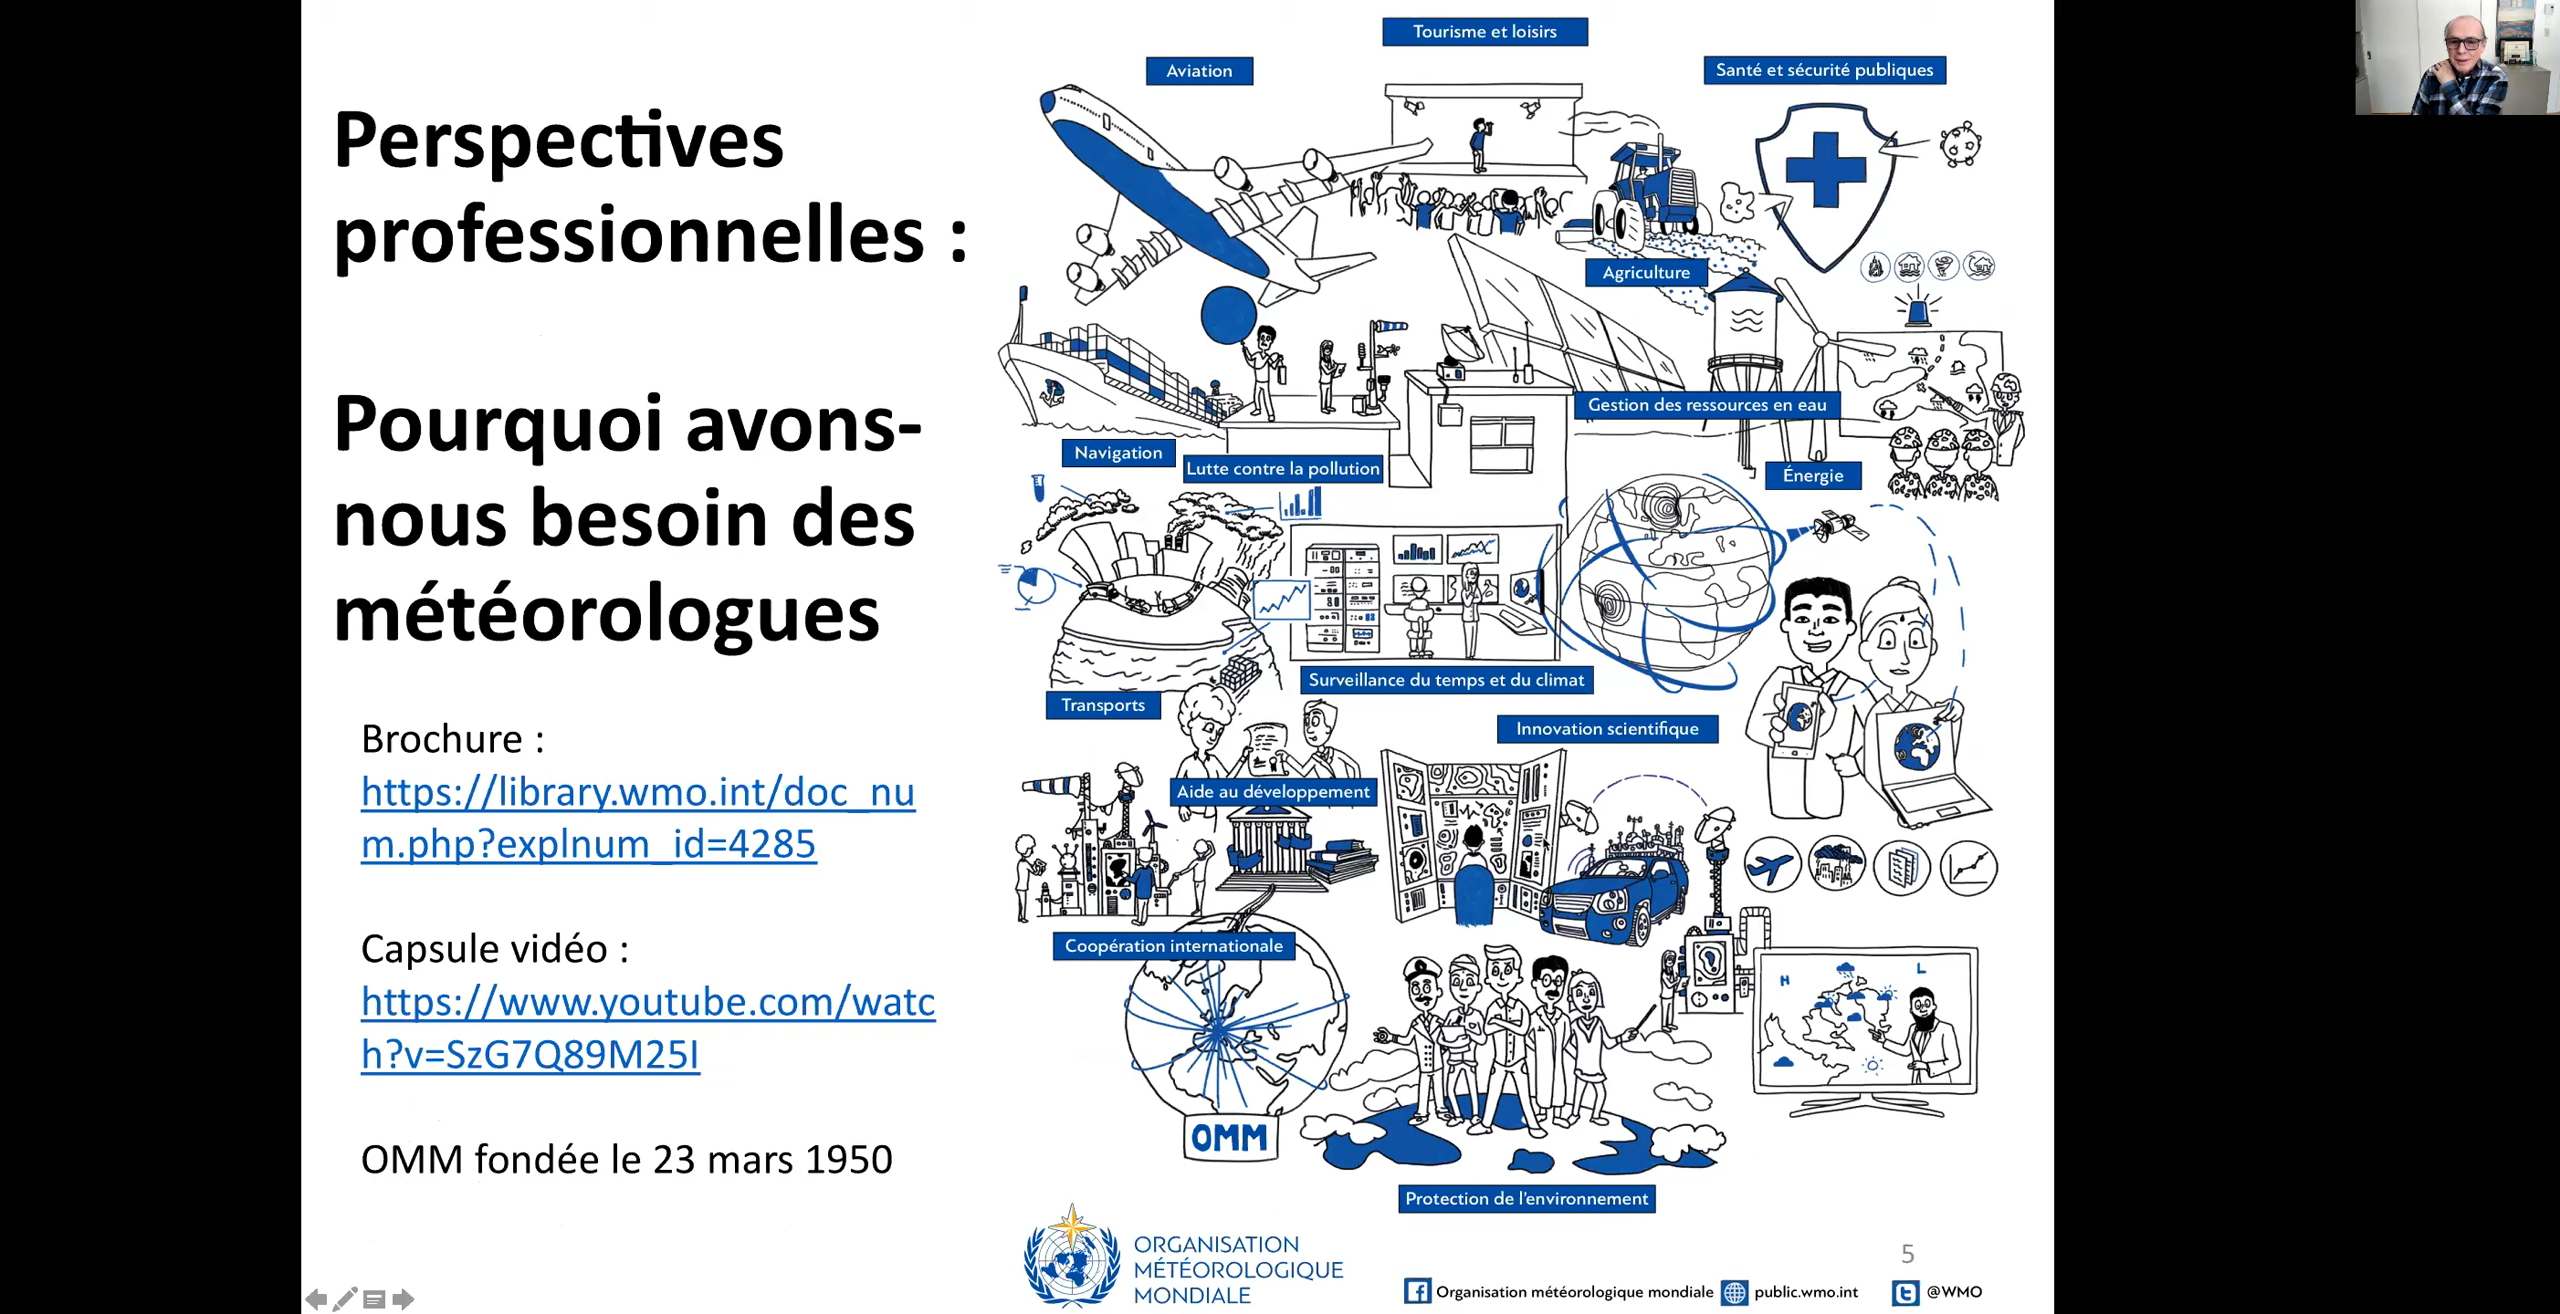 Perspectives
professionnelles :
Pourquoi avons-
nous besoin des
météorologues
Brochure :
https://library.wmo.int/doc_nu
m.php?explnum_id=4285
Capsule vidéo :
https://www.youtube.com/watc
h?v=SzG7Q89M25I
OMM fondée le 23 mars 1950
Tourisme et loisirs
Aviation
Santé et sécurité publiques
Agriculture
Gestion des ressources en eau
Navigation
Lutte contre la pollution
Énergie
Surveillance du temps et du climat
Transports
Innovation scientifique
Aide au développement
Coopération internationale
H
L
OMM
Protection de l'environnement
ORGANISATION
MÉTÉOROLOGIQUE
MONDIALE
5
Organisation météorologique mondiale
public.wmo.int
@WMO